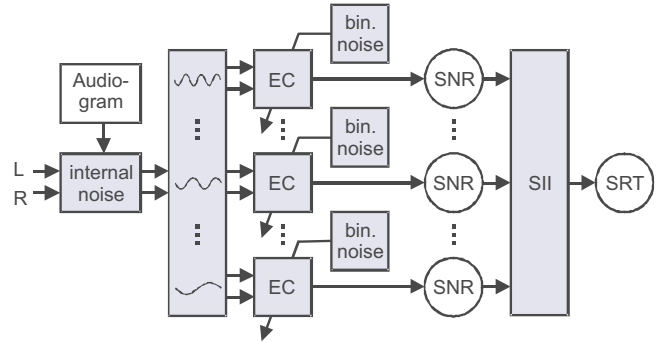 bin.
noise
EC
SNR
Audio-
gram
bin.
noise
L
R
internal
noise
EC
SNR
SII
SRT
bin.
noise
EC
SNR